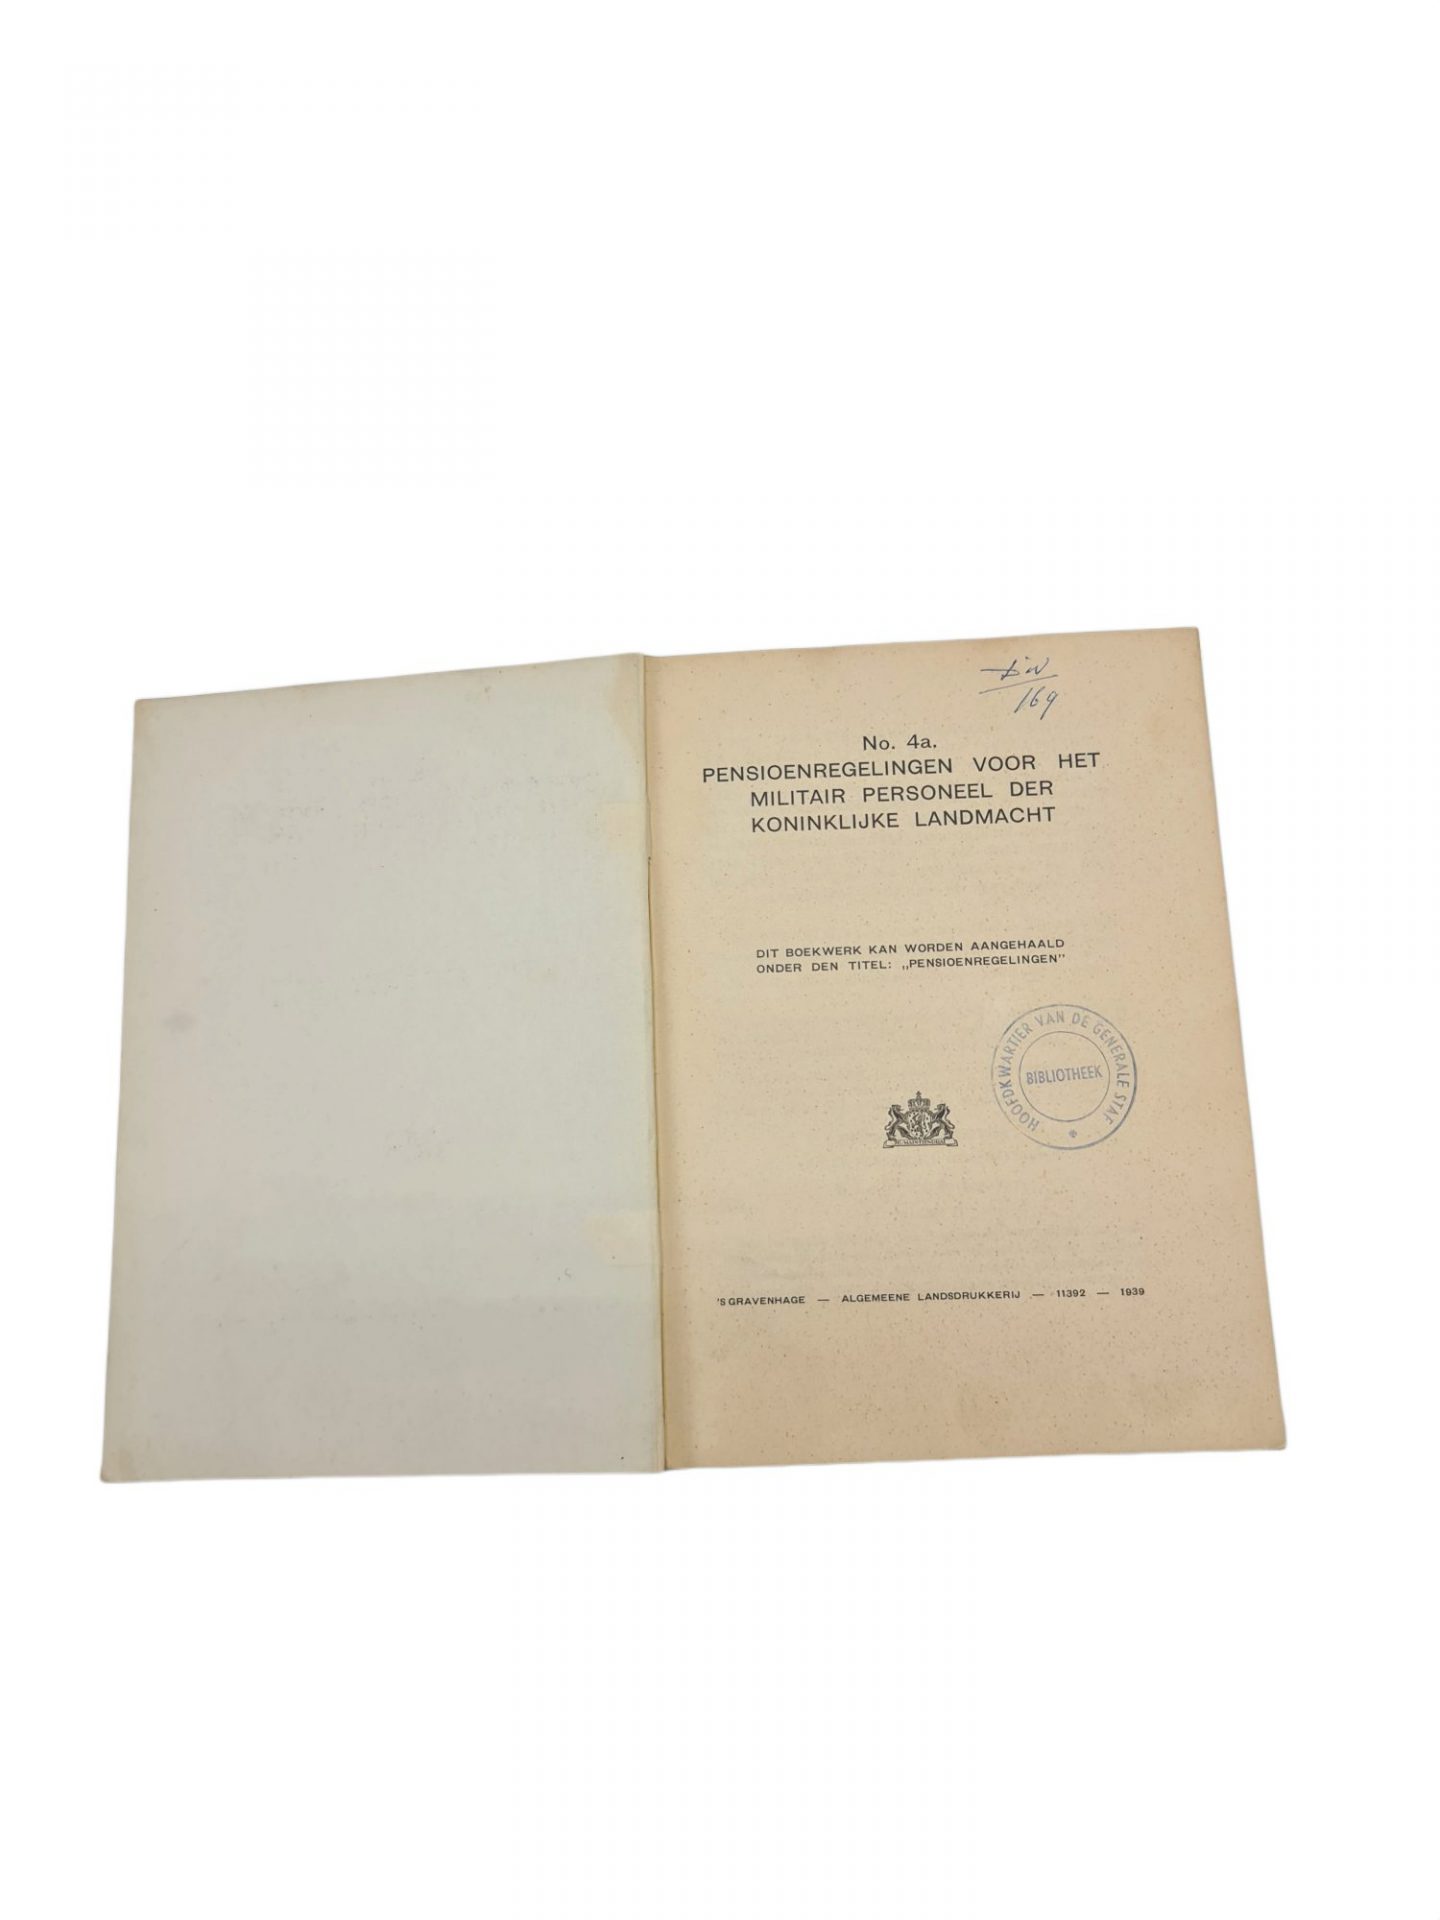 169
No. 4a.
PENSIOENREGELINGEN VOOR HET
MILITAIR PERSONEEL DER
KONINKLIJKE LANDMACHT
DIT BOEKWERK KAN WORDEN AANGEHAALD
ONDER DEN TITEL: „PENSIOENREGELINGEN”
HOOFDKWARTIER VAN DE GENERALE STAF
BIBLIOTHEEK
'S GRAVENHAGE — ALGEMEENE LANDSDRUKKERIJ — 11392 — 1939